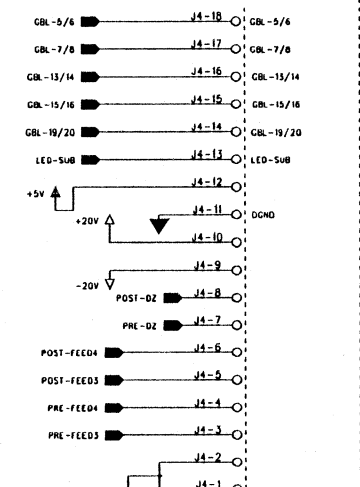 GBL-5/6 J4-18 GBL-5/6
GBL-7/8 J4-17 GBL-7/8
GBL-13/14 J4-16 GBL-13/14
GBL-15/16 J4-15 GBL-15/16
GBL-19/20 J4-14 GBL-19/20
LED-SUB J4-13 LED-SUB
+5V J4-12
+20V J4-11 DGND
J4-10
J4-9
-20V
POST-DZ J4-8
PRE-DZ J4-7
POST-FEED4 J4-6
POST-FEED3 J4-5
PRE-FEED4 J4-4
PRE-FEED3 J4-3
J4-2
J4-1